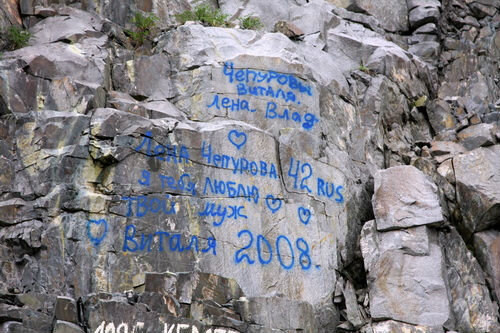 Чепуровы
Виталя.
Лена Влад
Лена Чепурова. 42 RUS
я тебя люблю
твой муж
Виталя 2008.